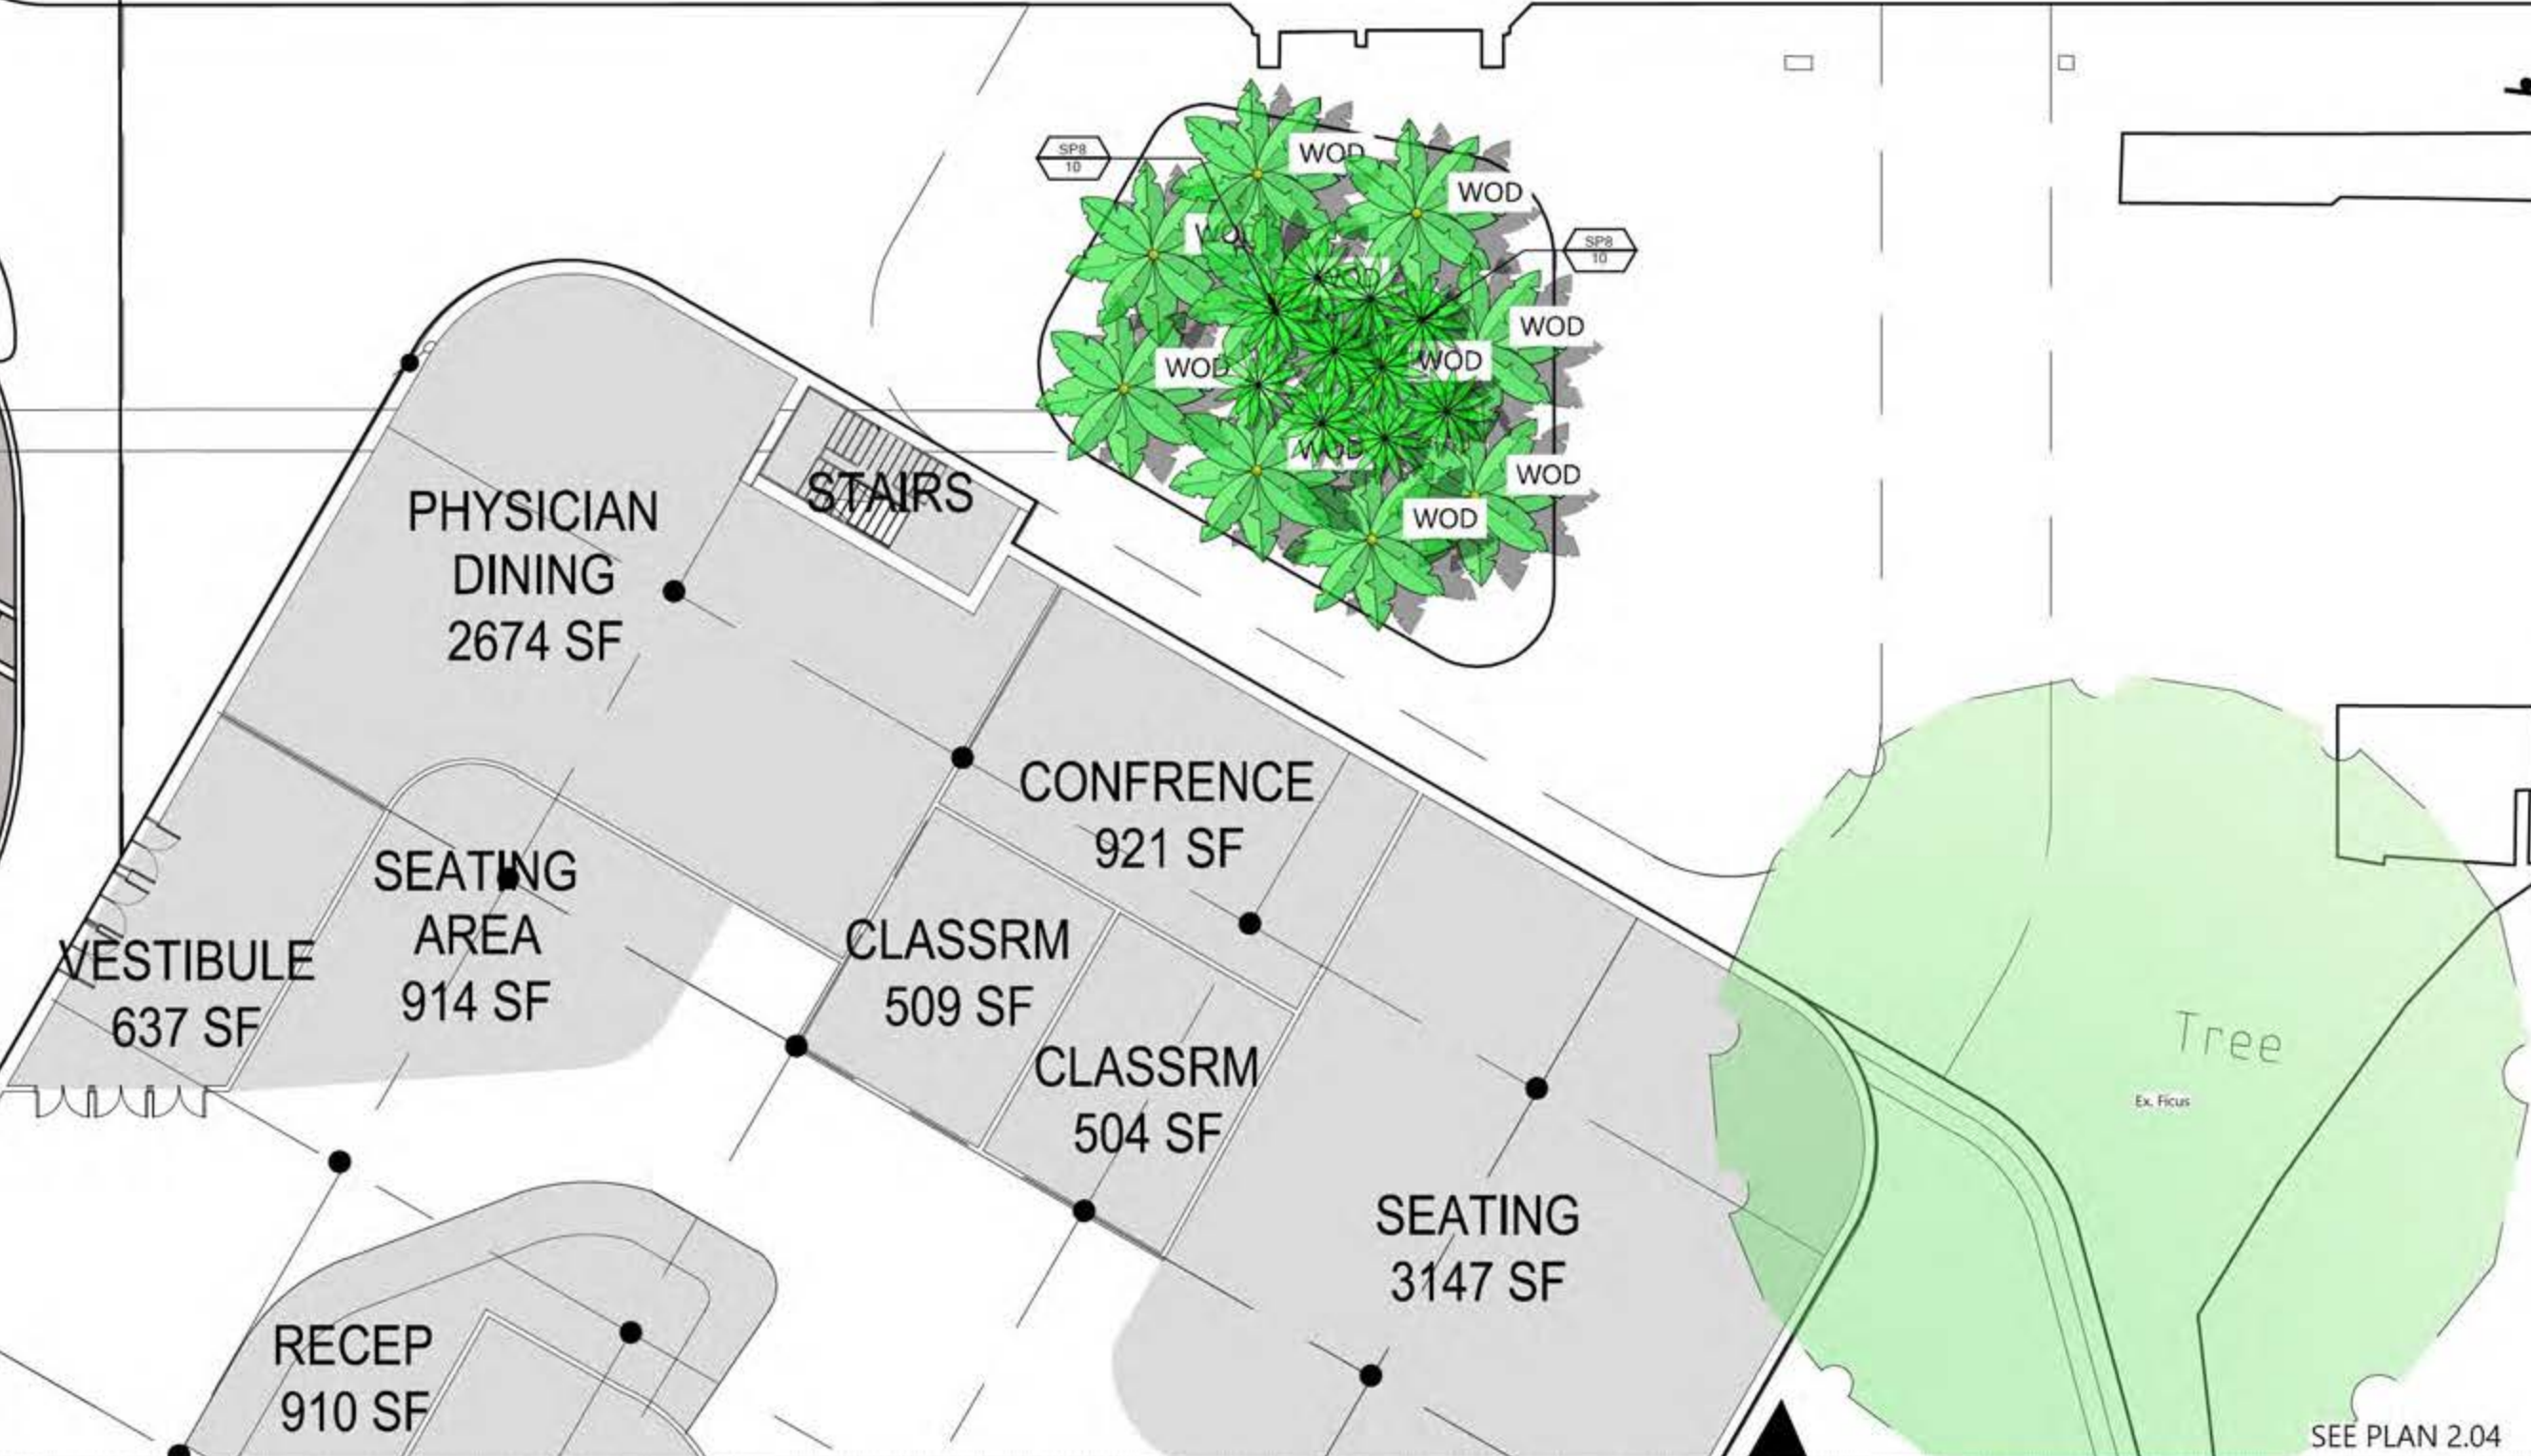 WOD
SP8
10
WOD
WOD
SP8
10
WOD
WOD
WOD
WOD
WOD
WOD
WOD
STAIRS
PHYSICIAN
DINING
2674 SF
CONFRENCE
921 SF
SEATING
AREA
914 SF
VESTIBULE
637 SF
CLASSRM
509 SF
CLASSRM
504 SF
Tree
Ex. Ficus
SEATING
3147 SF
RECEP
910 SF
SEE PLAN 2.04